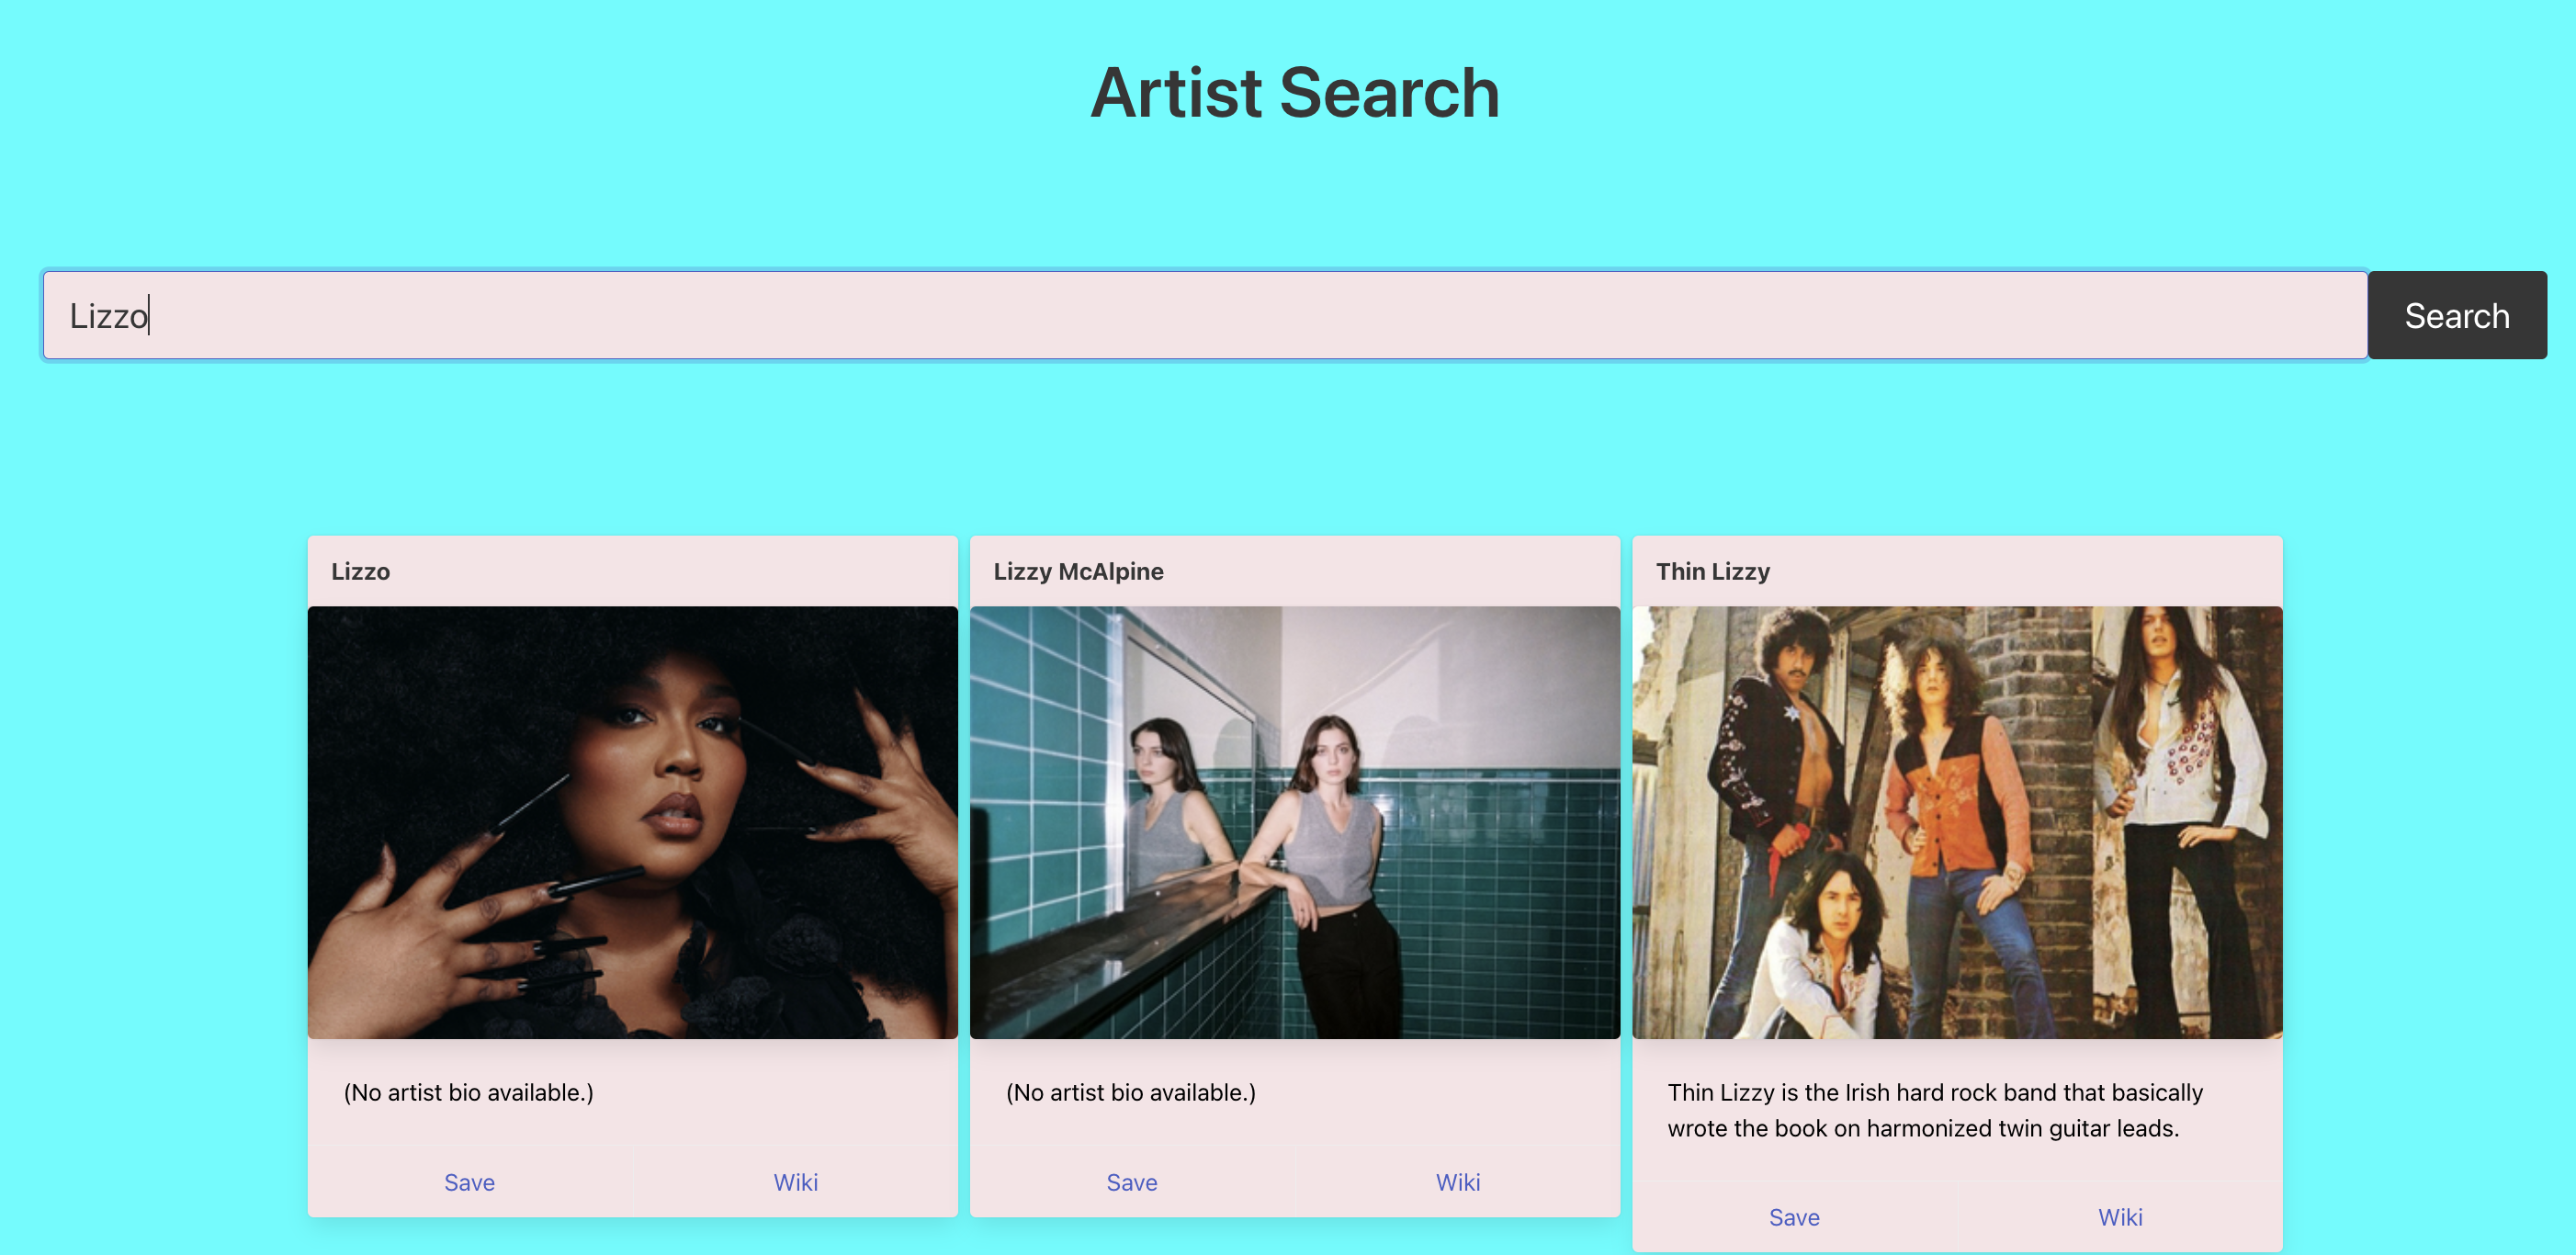 Artist Search
Lizzo
Search
Lizzo
Lizzy McAlpine
Thin Lizzy
(No artist bio available.)
(No artist bio available.)
Thin Lizzy is the Irish hard rock band that basically
wrote the book on harmonized twin guitar leads.
Save
Wiki
Save
Wiki
Save
Wiki